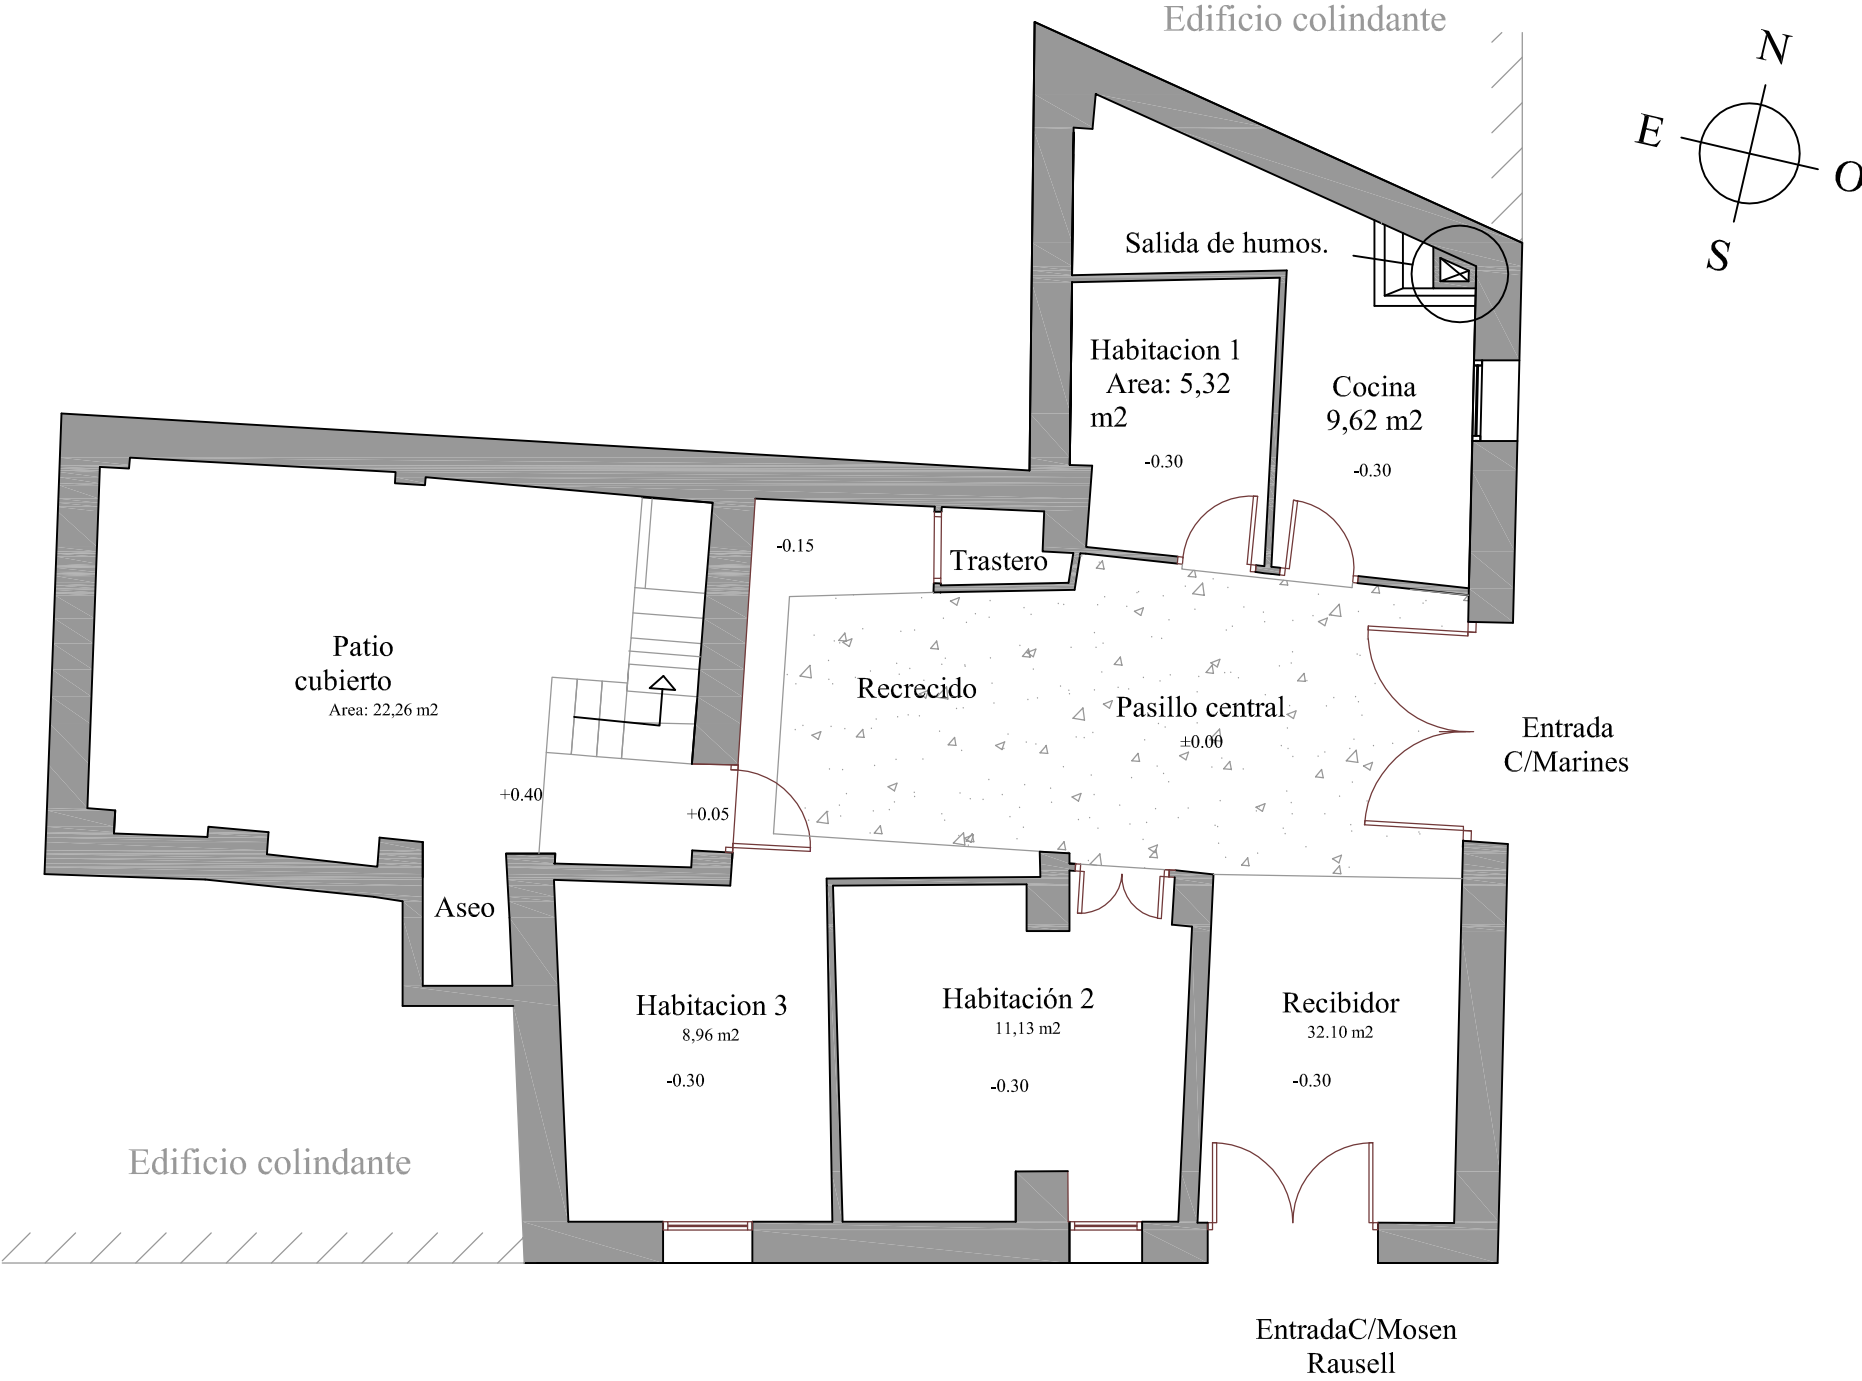 Edificio colindante
N
E
O
S
Salida de humos.
Habitacion 1
Area: 5,32
m2
-0.30
Cocina
9,62 m2
-0.30
-0.15
Trastero
Patio
cubierto
Area: 22,26 m2
Recrecido
Pasillo central
±0.00
Entrada
C/Marines
+0.40
+0.05
Aseo
Habitacion 3
8,96 m2
-0.30
Habitación 2
11,13 m2
-0.30
Recibidor
32.10 m2
-0.30
Edificio colindante
EntradaC/Mosen
Rausell